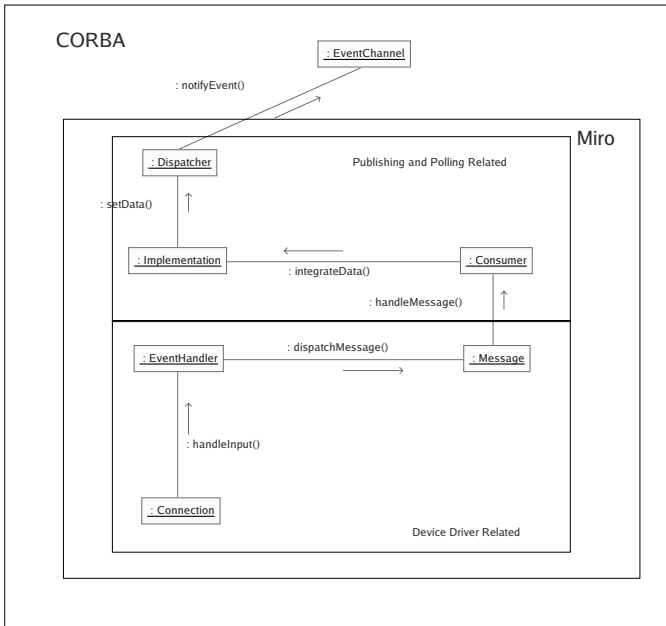 CORBA
: EventChannel
: notifyEvent()
Miro
: Dispatcher
Publishing and Polling Related
: setData()
: Implementation
: Consumer
: integrateData()
: handleMessage()
: dispatchMessage()
: EventHandler
: Message
: handleInput()
: Connection
Device Driver Related